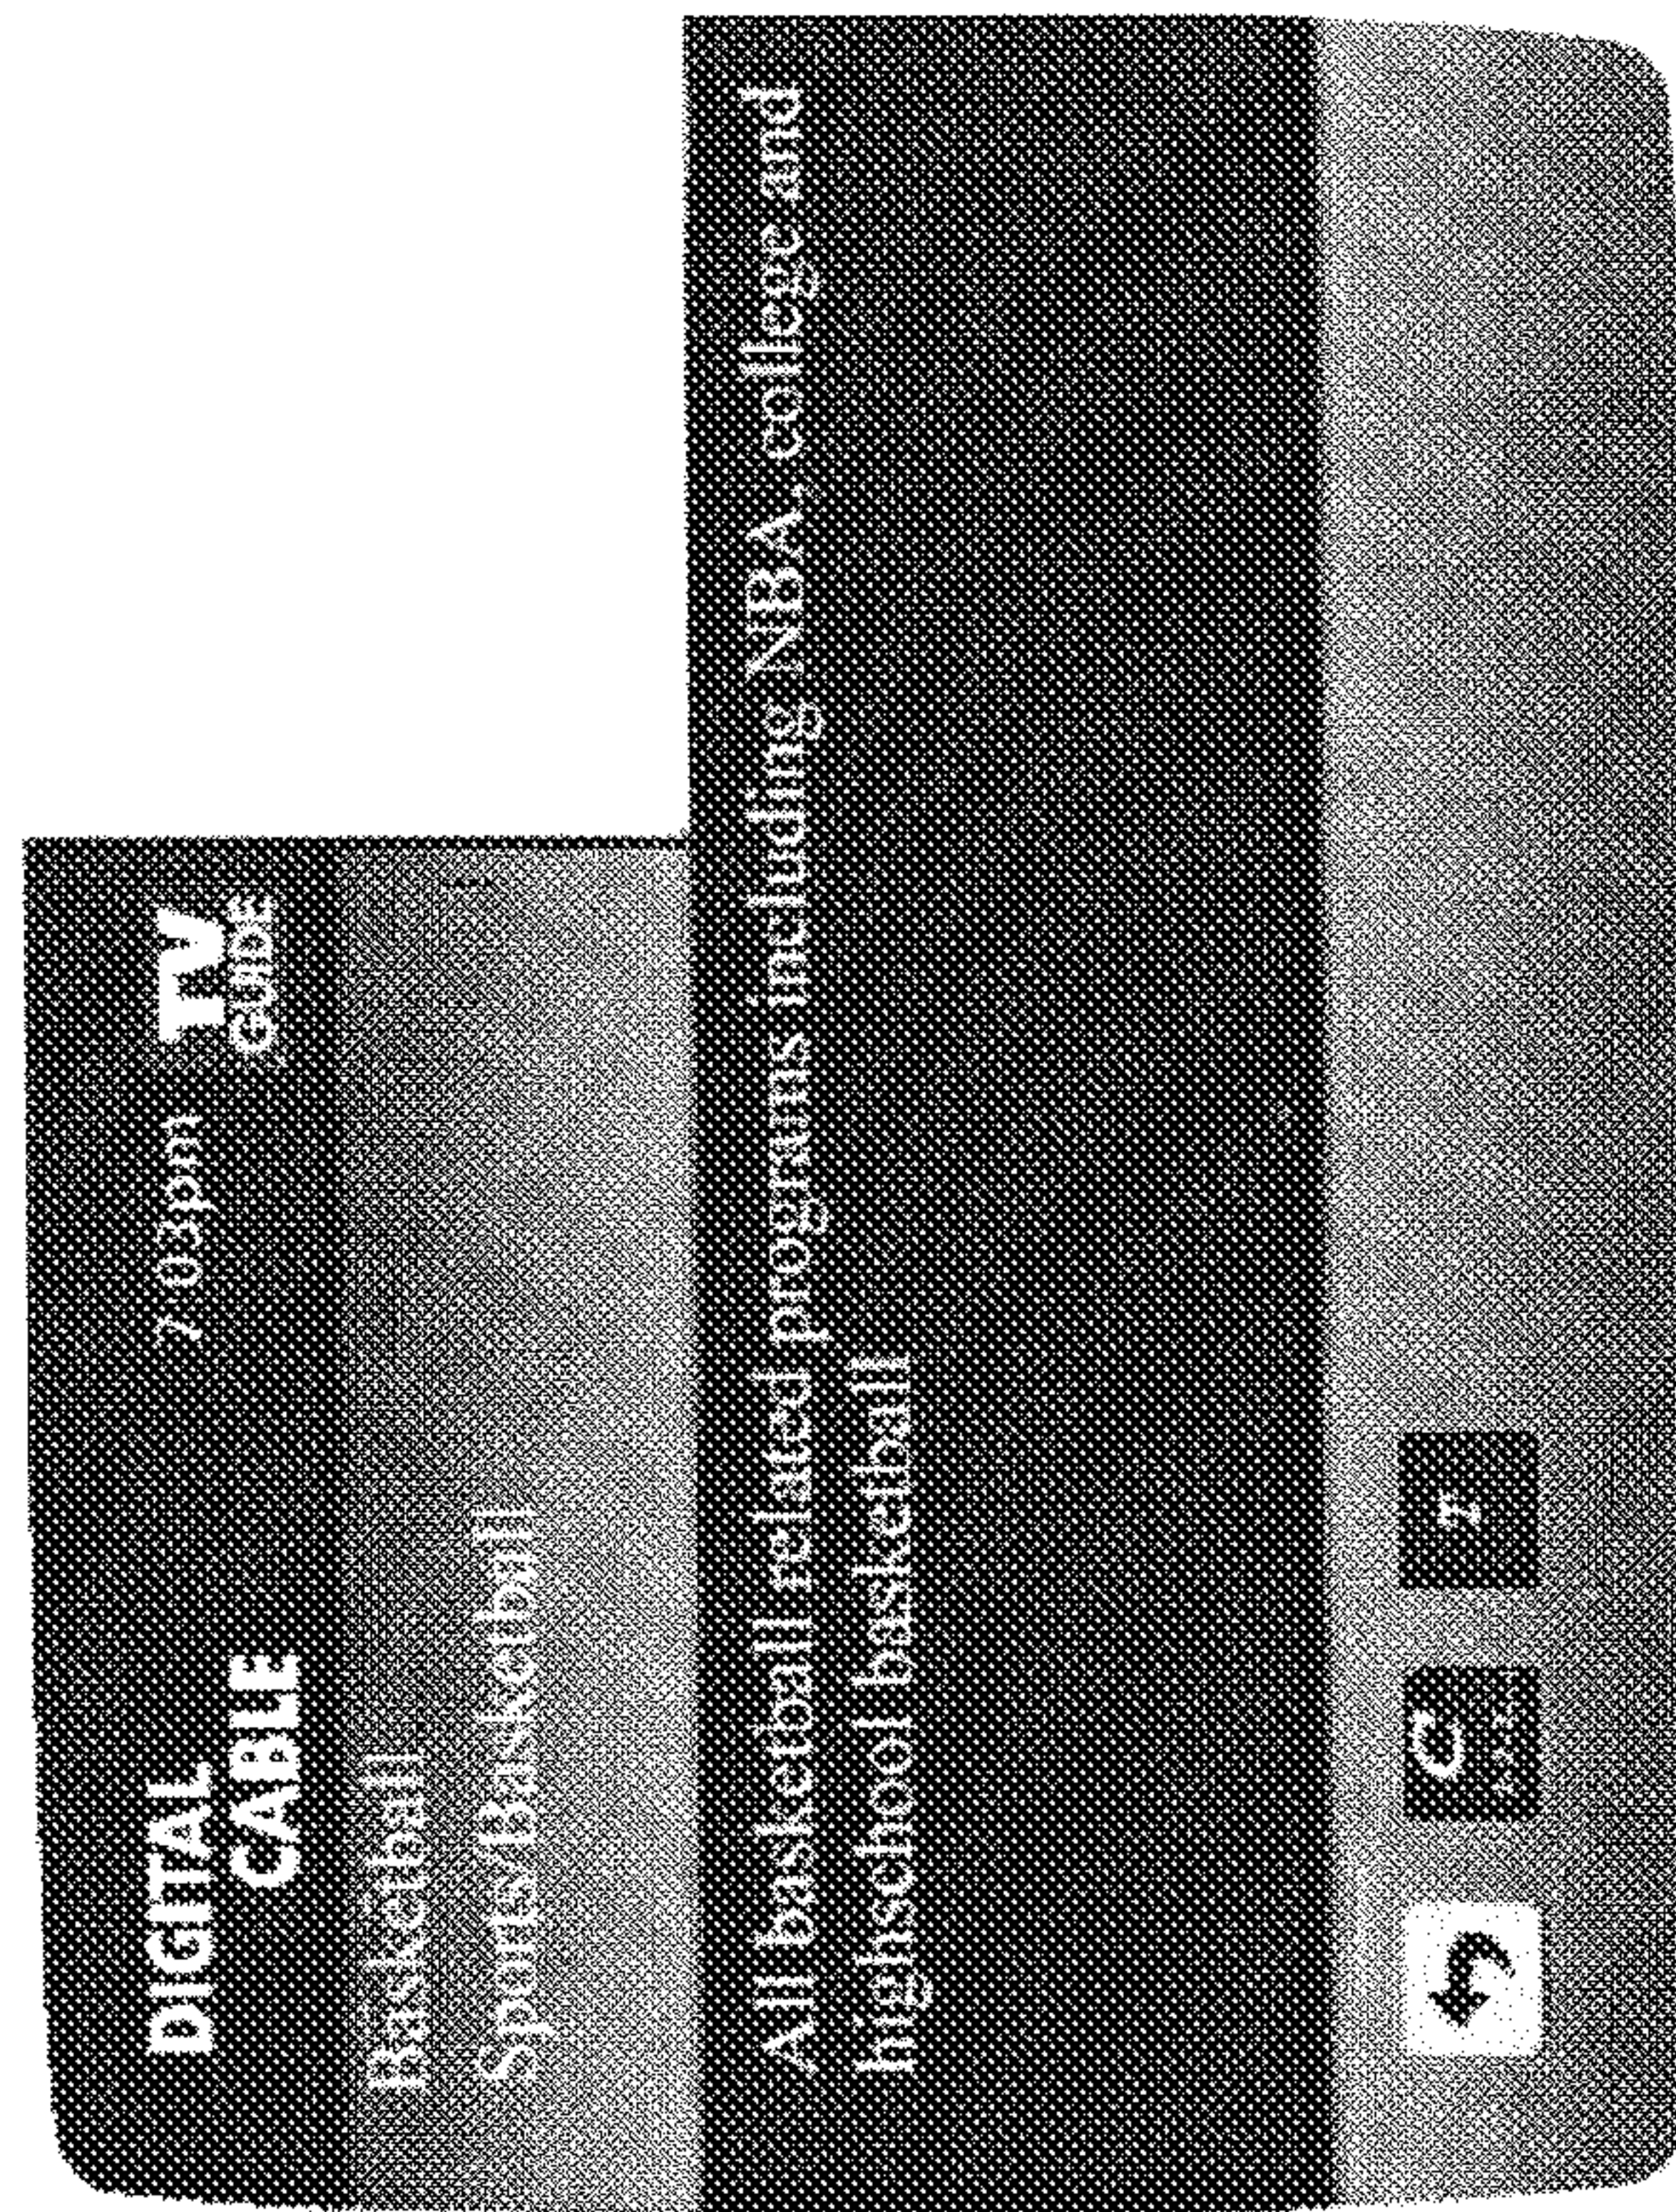 DIGITAL
CABLE
7:03pm
TV
GUIDE
Basketball
Sports/Basketball
All basketball related programs including NBA, college and
highschool basketball